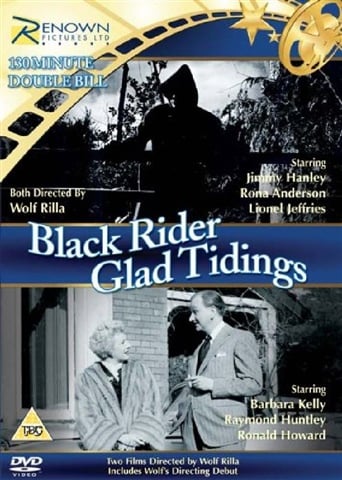 RENOWN
PICTURES LTD
130 MINUTE
DOUBLE BILL
Starring
Jimmy Hanley
Rona Anderson
Lionel Jeffries
Both Directed By
Wolf Rilla
Black Rider
Glad Tidings
Starring
Barbara Kelly
Raymond Huntley
Ronald Howard
TBC
DVD
VIDEO
Two Films Directed by Wolf Rilla
Includes Wolf's Directing Debut